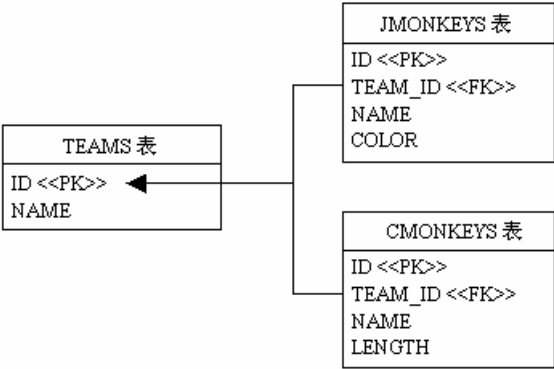 TEAMS 表
ID <<PK>>
NAME
JMONKEYS 表
ID <<PK>>
TEAM_ID <<FK>>
NAME
COLOR
CMONKEYS 表
ID <<PK>>
TEAM_ID <<FK>>
NAME
LENGTH